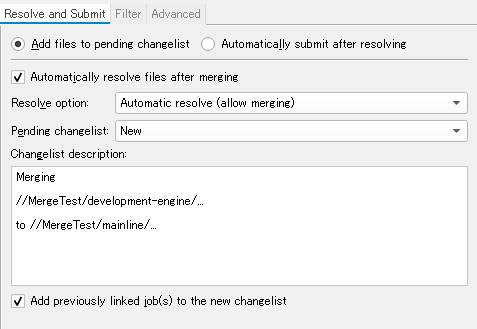 Resolve and Submit Filter Advanced
Add files to pending changelist Automatically submit after resolving
Automatically resolve files after merging
Resolve option: Automatic resolve (allow merging)
Pending changelist: New
Changelist description:
Merging
//MergeTest/development-engine/...
to //MergeTest/mainline/...
Add previously linked job(s) to the new changelist